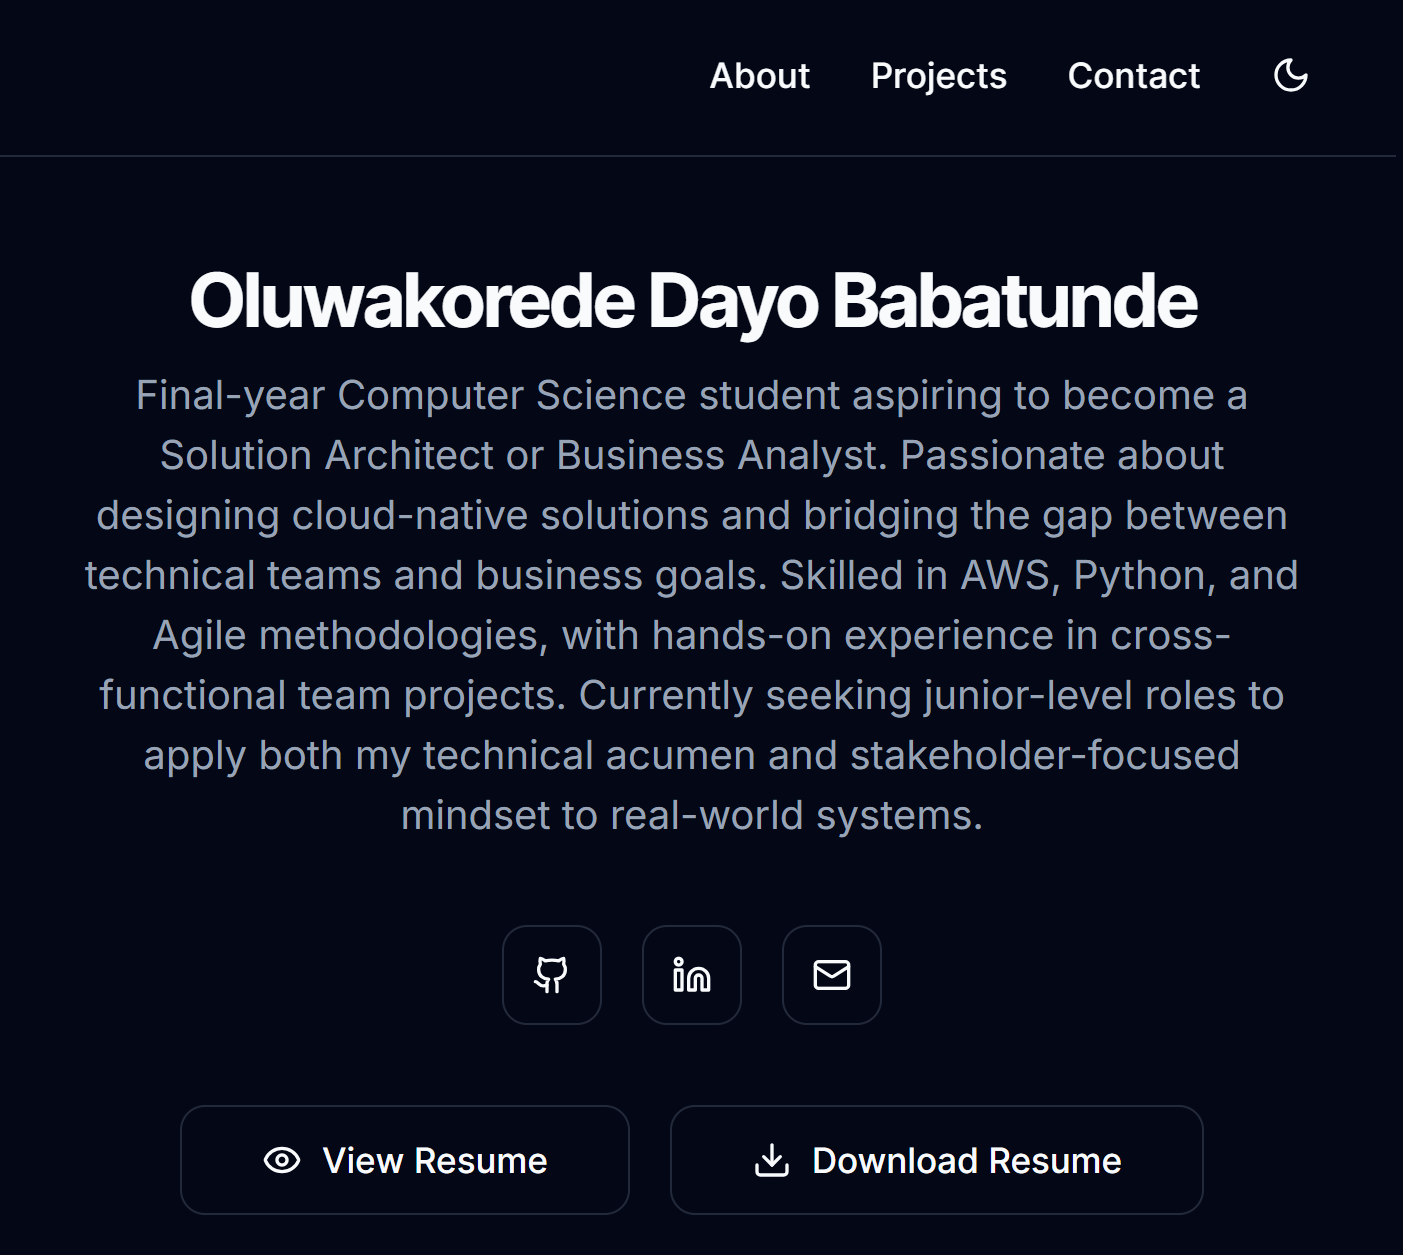 About Projects Contact
Oluwakorede Dayo Babatunde
Final-year Computer Science student aspiring to become a
Solution Architect or Business Analyst. Passionate about
designing cloud-native solutions and bridging the gap between
technical teams and business goals. Skilled in AWS, Python, and
Agile methodologies, with hands-on experience in cross-
functional team projects. Currently seeking junior-level roles to
apply both my technical acumen and stakeholder-focused
mindset to real-world systems.
in
View Resume Download Resume